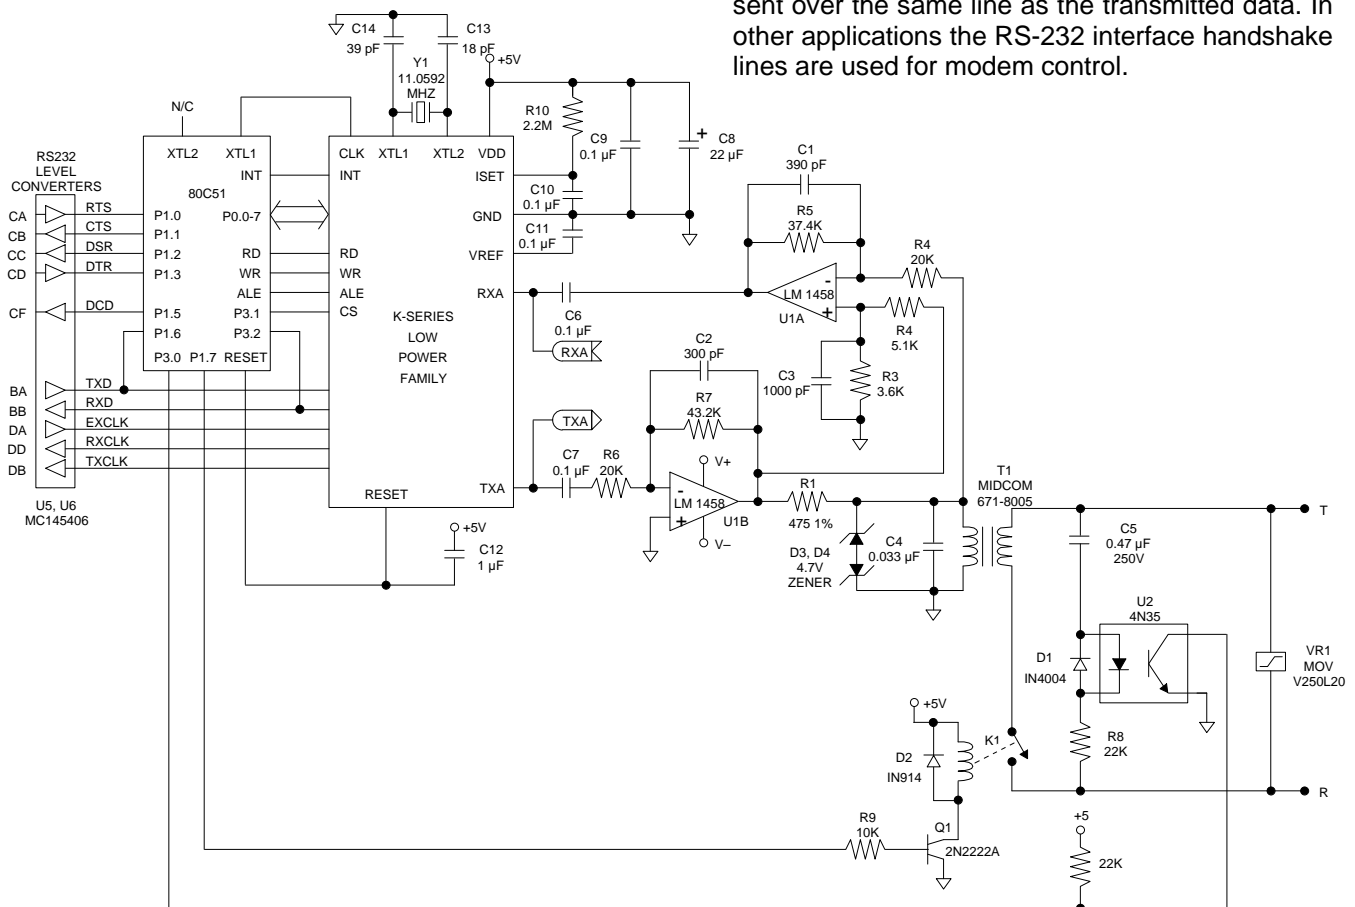 sent over the same line as the transmitted data. In
other applications the RS-232 interface handshake
lines are used for modem control.
C14
39 pF
C13
18 pF
Y1
11.0592
MHZ
+5V
N/C
R10
2.2M
C9
0.1 µF
+
C8
22 µF
RS232
LEVEL
CONVERTERS
XTL2
XTL1
INT
80C51
P1.0
P0.0-7
P1.1
P1.2
RD
P1.3
WR
ALE
P1.5
P3.1
P1.6
P3.2
P3.0
P1.7
RESET
CLK
XTL1
XTL2
VDD
INT
ISET
GND
VREF
RD
WR
ALE
CS
RXA
K-SERIES
LOW
POWER
FAMILY
TXA
RESET
CA
RTS
CB
CTS
CC
DSR
CD
DTR
CF
DCD
BA
TXD
BB
RXD
DA
EXCLK
DD
RXCLK
DB
TXCLK
U5, U6
MC145406
C10
0.1 µF
C11
0.1 µF
C1
390 pF
R5
37.4K
R4
20K
-
LM 1458
+
U1A
R4
5.1K
C6
0.1 µF
RXA
C3
1000 pF
R3
3.6K
C2
300 pF
R7
43.2K
TXA
C7
0.1 µF
R6
20K
V+
-
LM 1458
+
U1B
V–
R1
475 1%
D3, D4
4.7V
ZENER
C4
0.033 µF
T1
MIDCOM
671-8005
+5V
C12
1 µF
T
C5
0.47 µF
250V
U2
4N35
D1
IN4004
VR1
MOV
V250L20
R8
22K
+5V
D2
IN914
K1
R
R9
10K
Q1
2N2222A
+5
22K